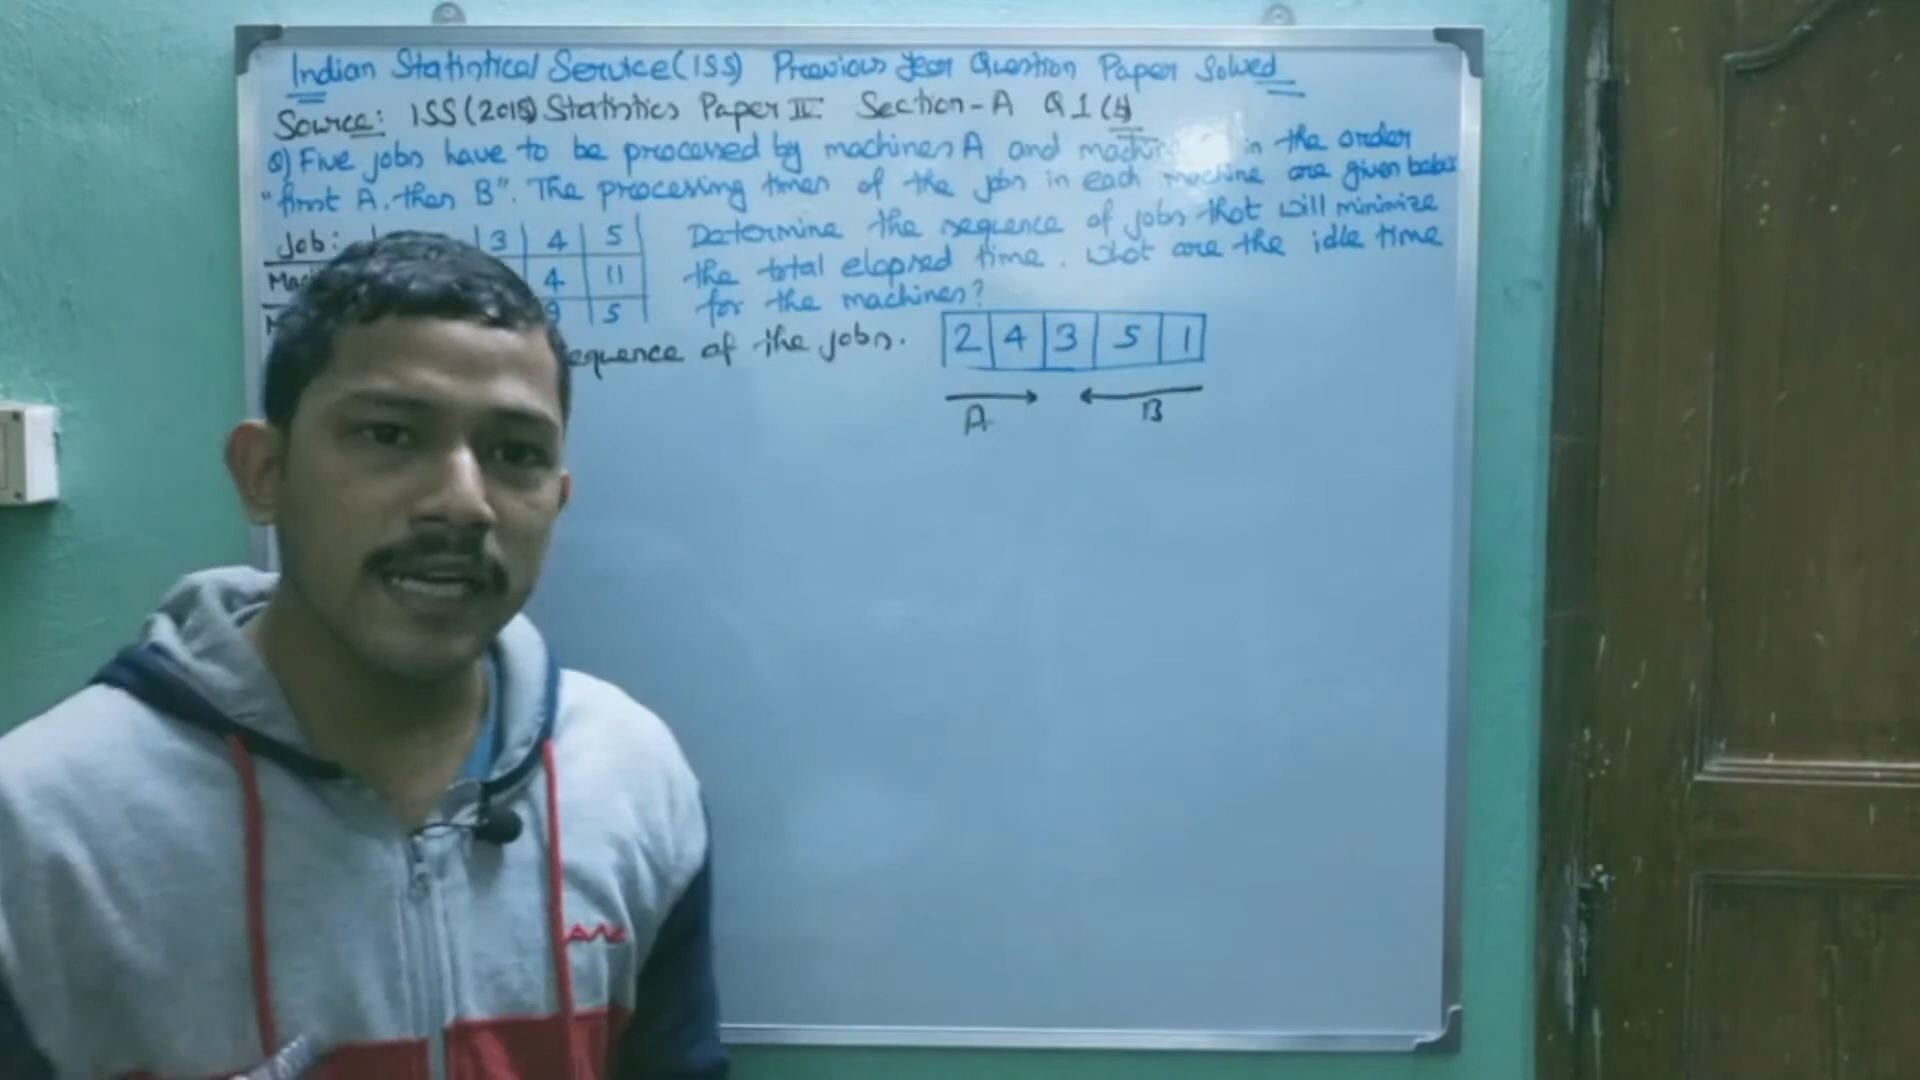 Indian Statistical Service (ISS) Previous Year Question Paper Solved
Source: ISS (2015) Statistics Paper II Section-A Q 1
Q) Five jobs have to be processed by machines A and in the order
"first A, then B". The processing times of the jobs in each machine are given below
Job: 3 4 5
4 11
9 5
Determine the sequence of jobs that will minimize
the total elapsed time. What are the idle time
for the machines?
of the jobs.
2 4 3 5 1
A B